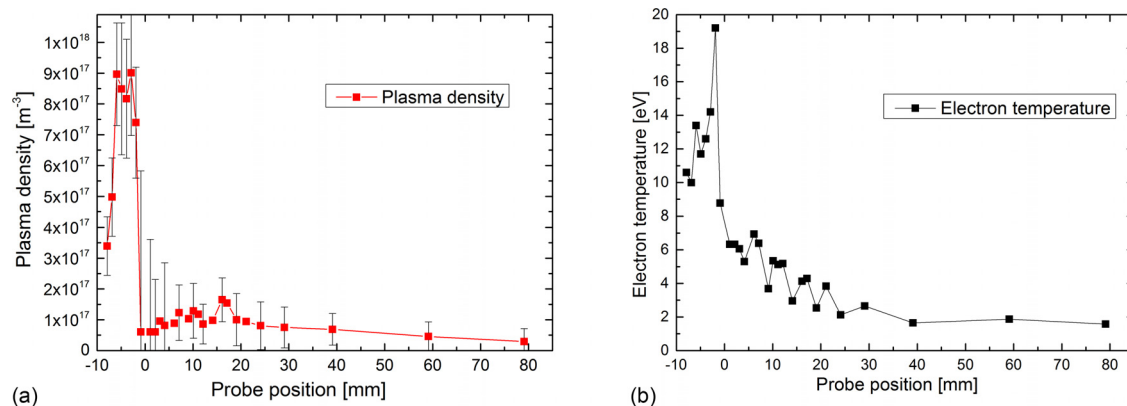 1x10^18
9x10^17
8x10^17
7x10^17
6x10^17
5x10^17
4x10^17
3x10^17
2x10^17
1x10^17
0
Plasma density [m^-3]
Plasma density
-10 0 10 20 30 40 50 60 70 80
Probe position [mm]
(a)
20
18
16
14
12
10
8
6
4
2
0
Electron temperature [eV]
Electron temperature
-10 0 10 20 30 40 50 60 70 80
Probe position [mm]
(b)